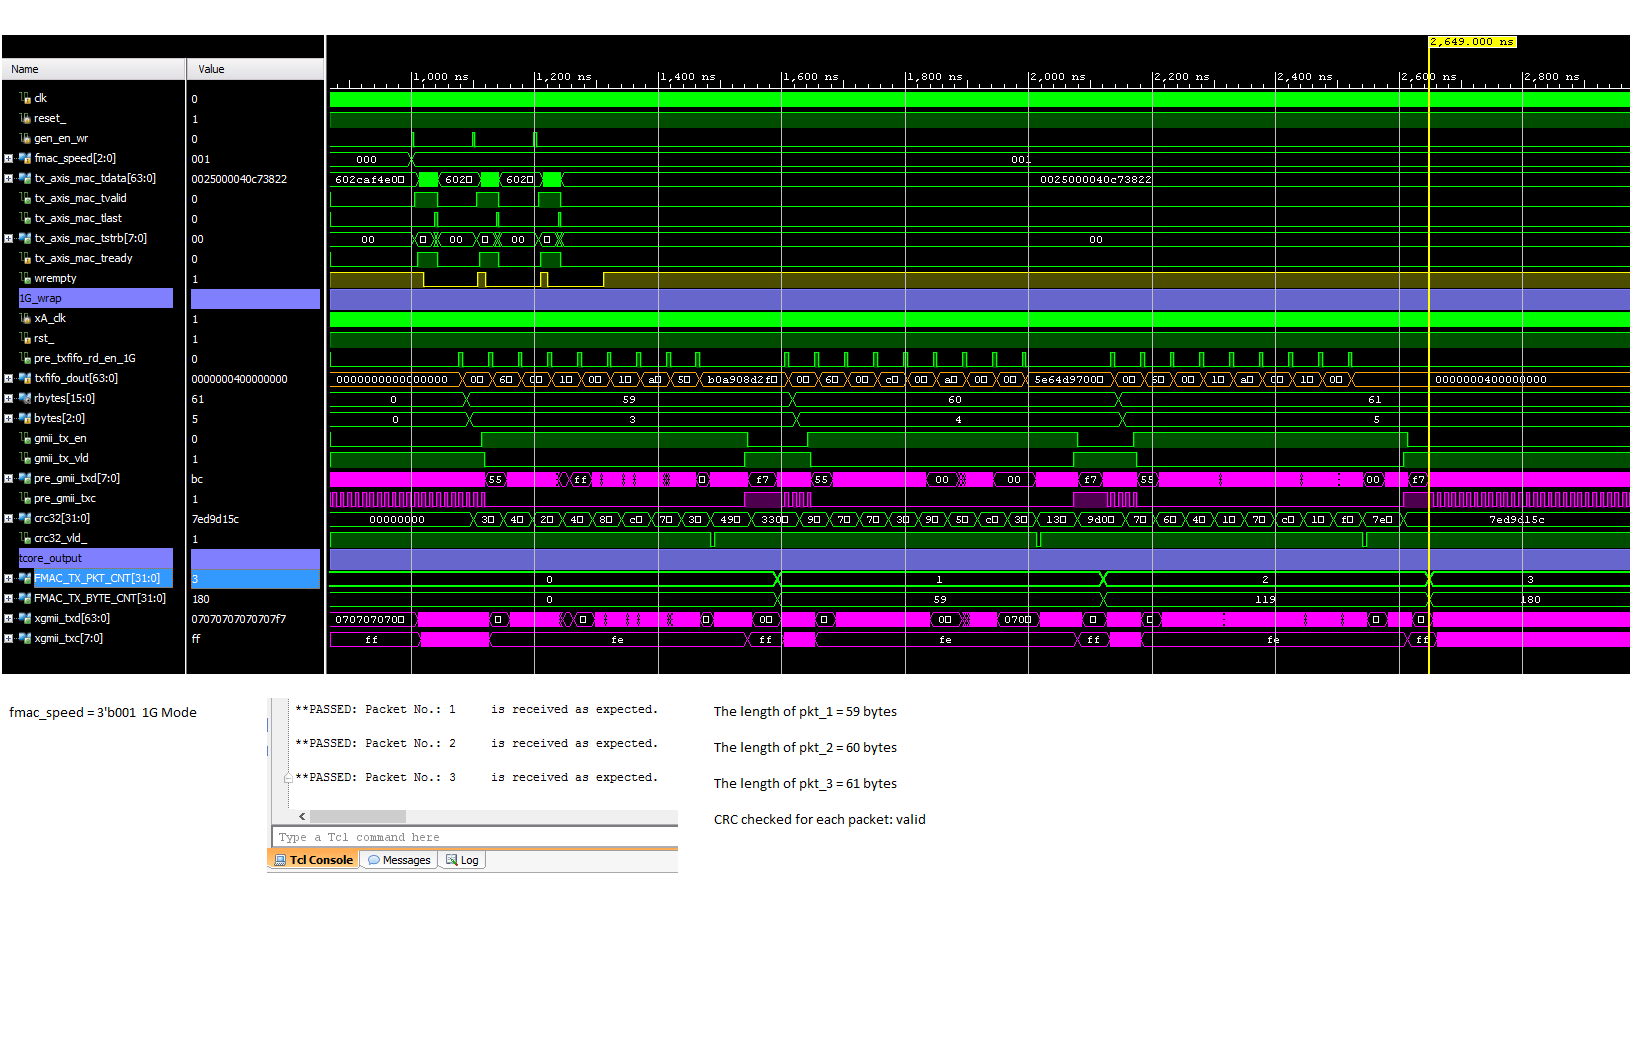 2,649.000 ns
Name Value
1,000 ns 1,200 ns 1,400 ns 1,600 ns 1,800 ns 2,000 ns 2,200 ns 2,400 ns 2,600 ns 2,800 ns
clk 0
reset_ 1
gen_en_wr 0
fmac_speed[2:0] 001 000 001
tx_axis_mac_tdata[63:0] 0025000040c73822 602caf4e0 602 602 0025000040c73822
tx_axis_mac_tvalid 0
tx_axis_mac_tlast 0
tx_axis_mac_tstrb[7:0] 00 00 00 00 00
tx_axis_mac_tready 0
wrempty 1
1G_wrap
xA_clk 1
rst_ 1
pre_txfifo_rd_en_1G 0
txfifo_dout[63:0] 0000000400000000 0000000000000000 00 60 00 10 00 10 a0 50 b0a908d2f0 00 60 00 c0 00 a0 00 00 5e64d97000 00 60 00 10 a0 00 10 00 0000000400000000
rbytes[15:0] 61 0 59 60 61
bytes[2:0] 5 0 3 4 5
gmii_tx_en 0
gmii_tx_vld 1
pre_gmii_txd[7:0] bc 55 ff f7 55 00 00 f7 55 00 f7
pre_gmii_txc 1
crc32[31:0] 7ed9d15c 00000000 30 40 20 40 80 c0 70 30 490 3300 90 70 70 30 90 50 c0 30 130 9d00 70 60 40 10 70 c0 10 f0 7e0 7ed9d15c
crc32_vld_ 1
tcore_output
FMAC_TX_PKT_CNT[31:0] 3 0 1 2 3
FMAC_TX_BYTE_CNT[31:0] 180 0 59 119 180
xgmii_txd[63:0] 07070707070707f7 070707070 00 00 0700
xgmii_txc[7:0] ff ff fe ff fe ff fe ff
fmac_speed = 3'b001 1G Mode
**PASSED: Packet No.: 1 is received as expected.
**PASSED: Packet No.: 2 is received as expected.
**PASSED: Packet No.: 3 is received as expected.
Type a Tcl command here
Tcl Console Messages Log
The length of pkt_1 = 59 bytes
The length of pkt_2 = 60 bytes
The length of pkt_3 = 61 bytes
CRC checked for each packet: valid